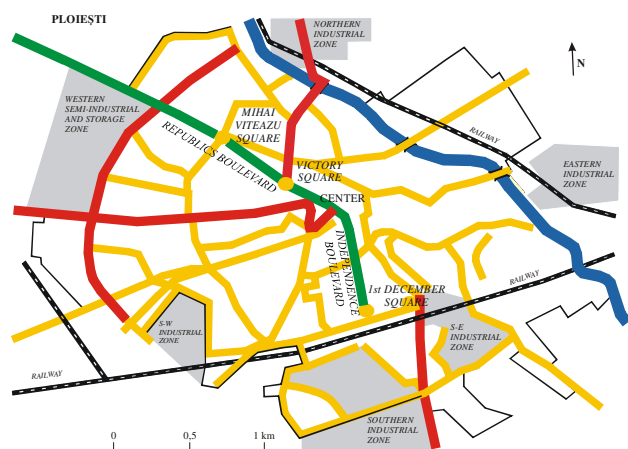 PLOIEŞTI
NORTHERN
INDUSTRIAL
ZONE
N
WESTERN
SEMI-INDUSTRIAL
AND STORAGE
ZONE
MIHAI
VITEAZU
SQUARE
REPUBLICS BOULEVARD
RAILWAY
VICTORY
SQUARE
EASTERN
INDUSTRIAL
ZONE
CENTER
INDEPENDENCE
BOULEVARD
RAILWAY
1st DECEMBER
SQUARE
S-W
INDUSTRIAL
ZONE
S-E
INDUSTRIAL
ZONE
RAILWAY
SOUTHERN
INDUSTRIAL
ZONE
0 0,5 1 km